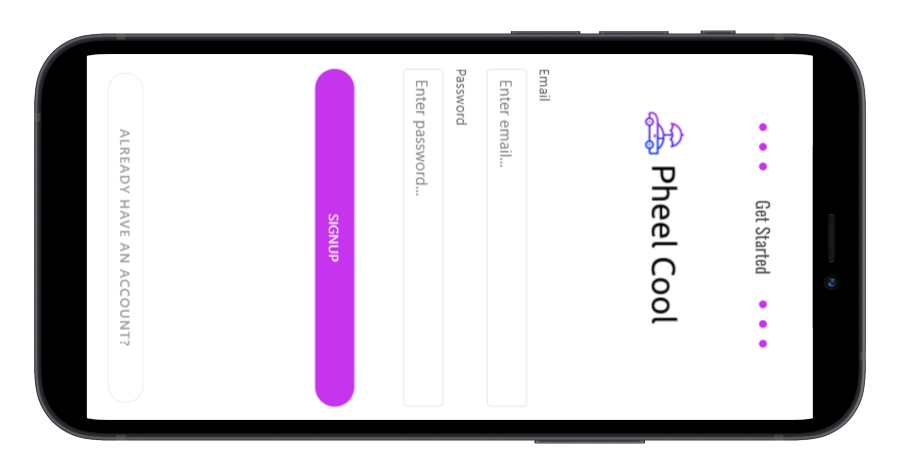 Get Started
Pheel Cool
Email
Enter email...
Password
Enter password...
SIGNUP
ALREADY HAVE AN ACCOUNT?